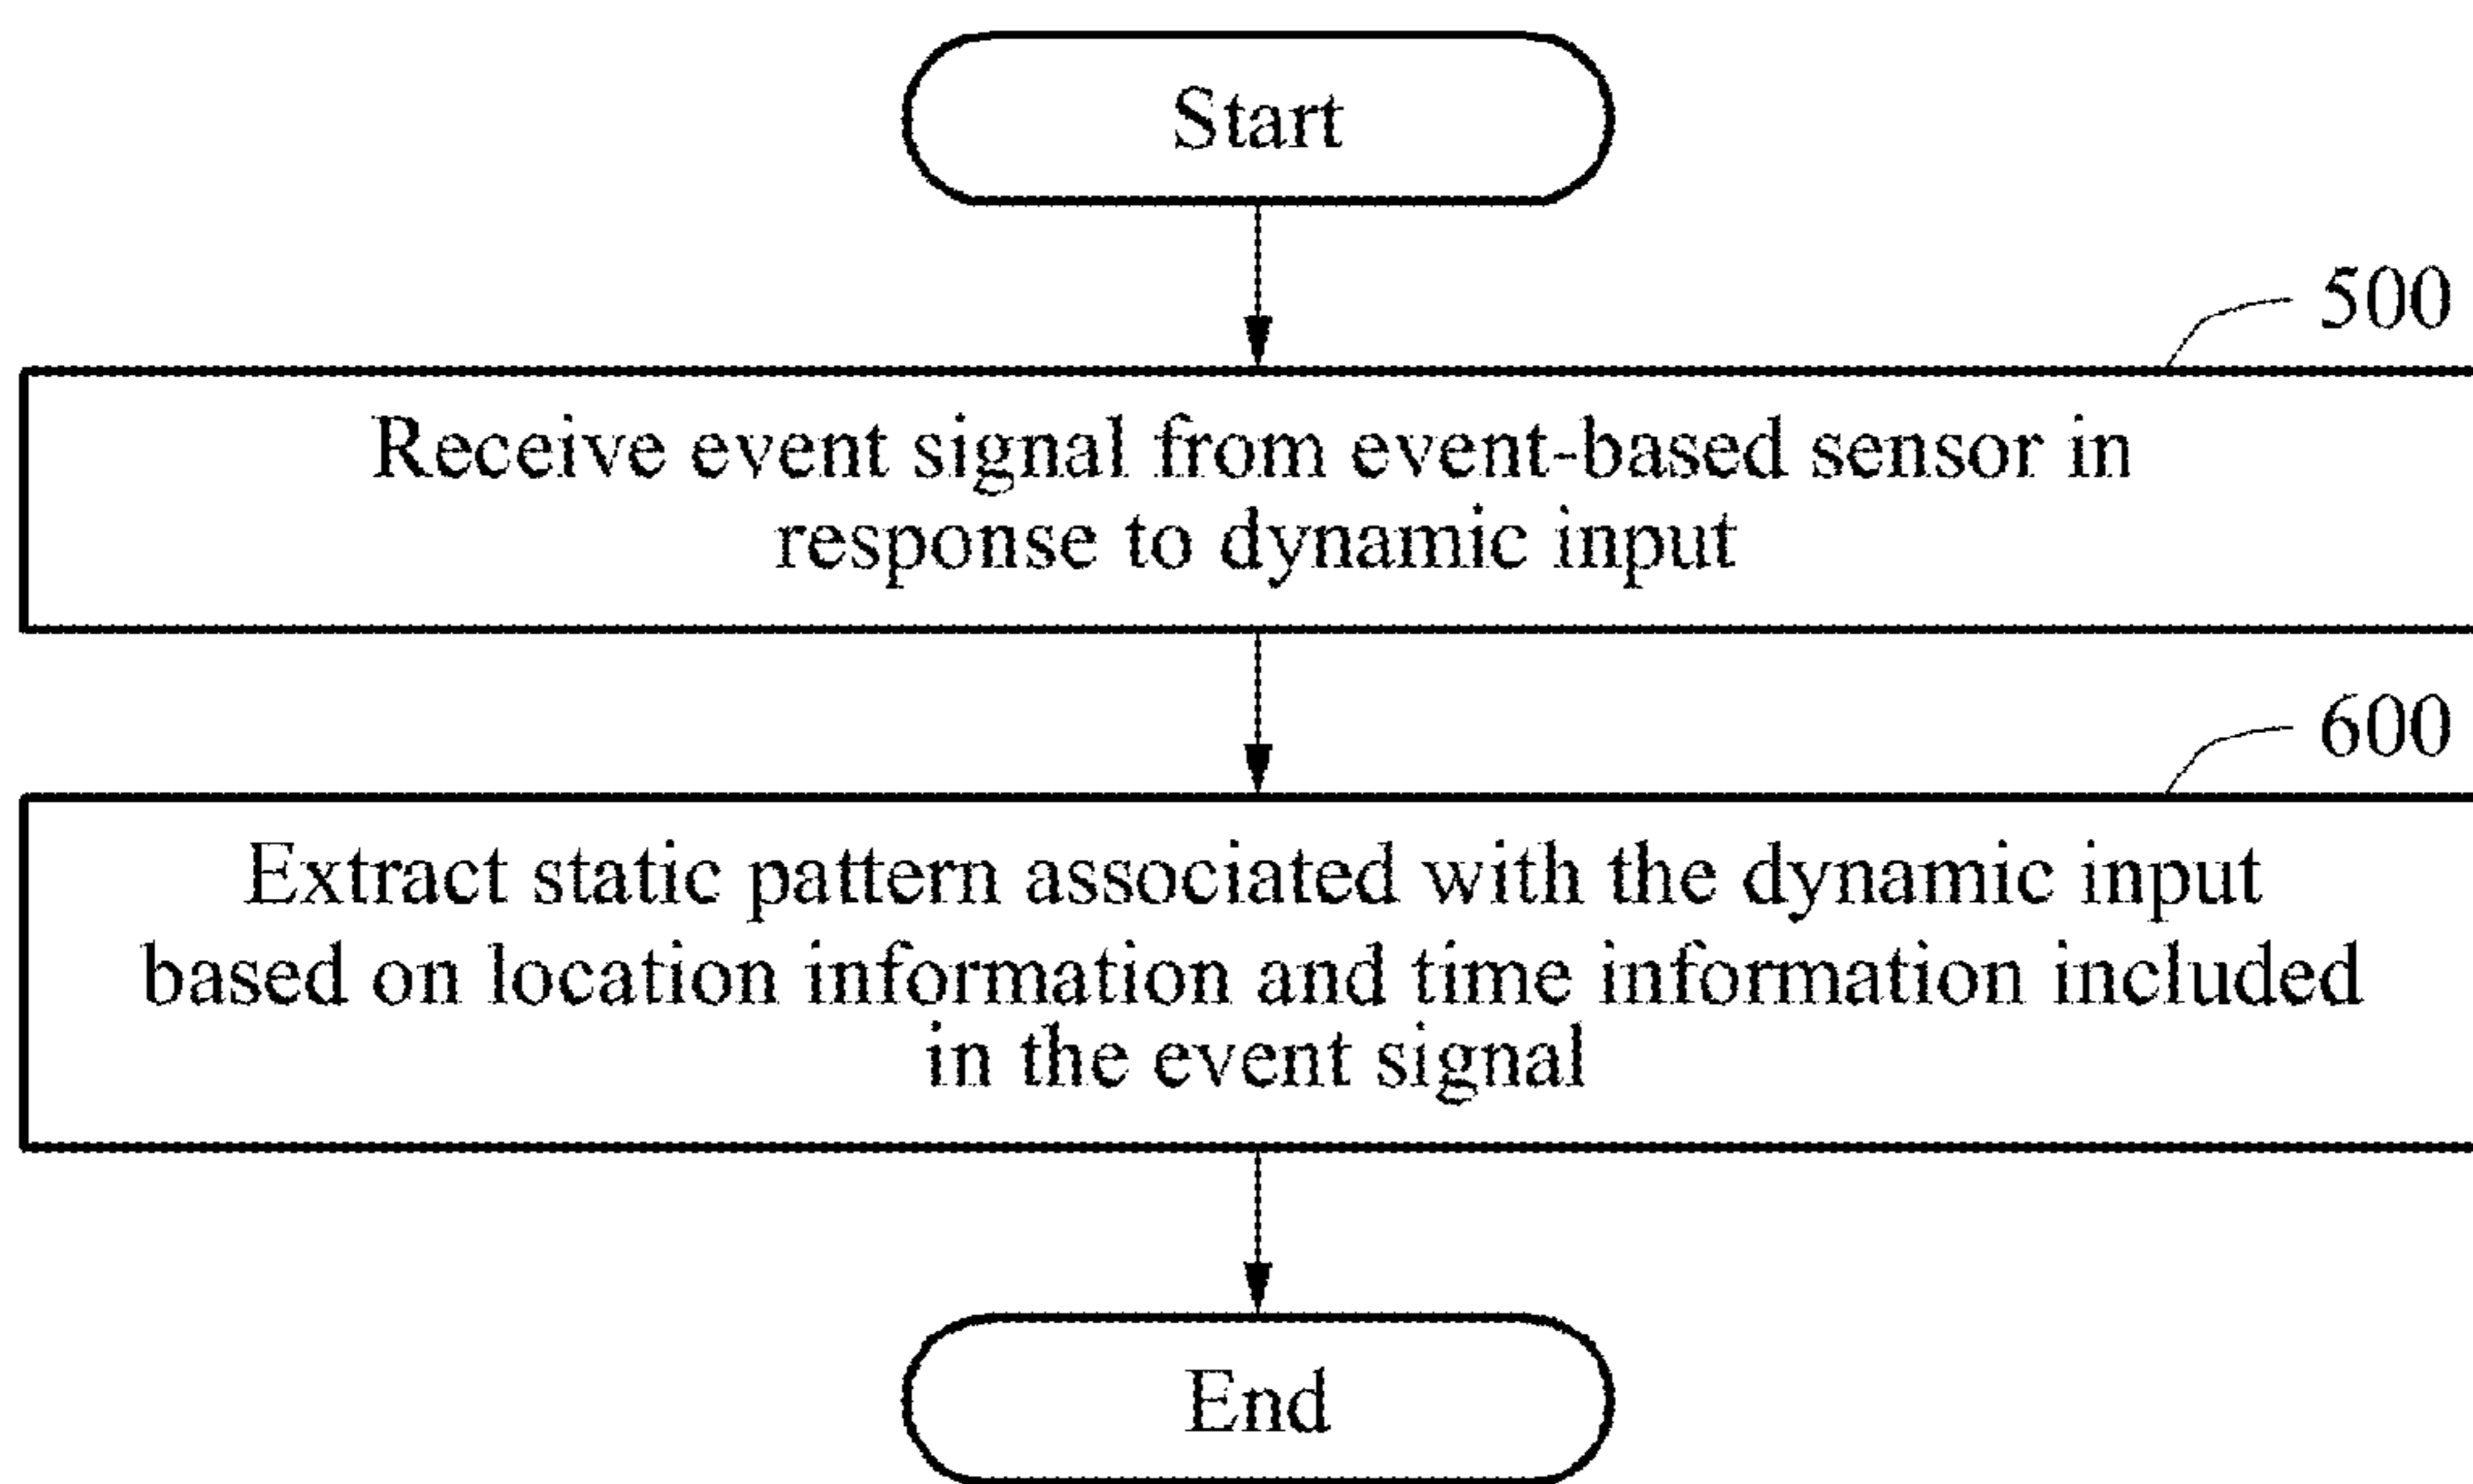 Start
500
Receive event signal from event-based sensor in
response to dynamic input
600
Extract static pattern associated with the dynamic input
based on location information and time information included
in the event signal
End